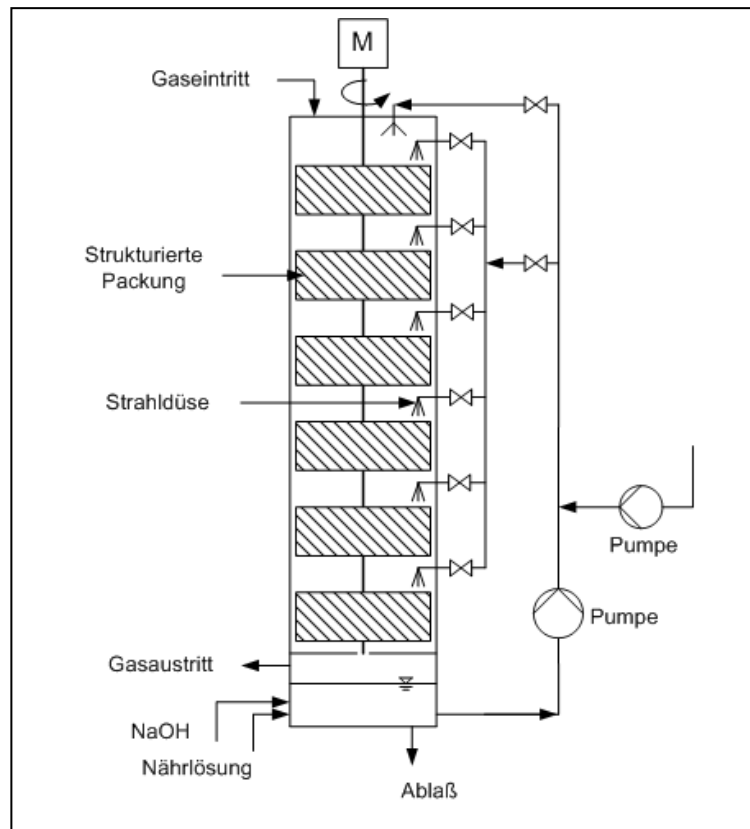 M
Gaseintritt
Strukturierte
Packung
Strahldüse
Pumpe
Pumpe
Gasaustritt
NaOH
Nährlösung
Ablaß